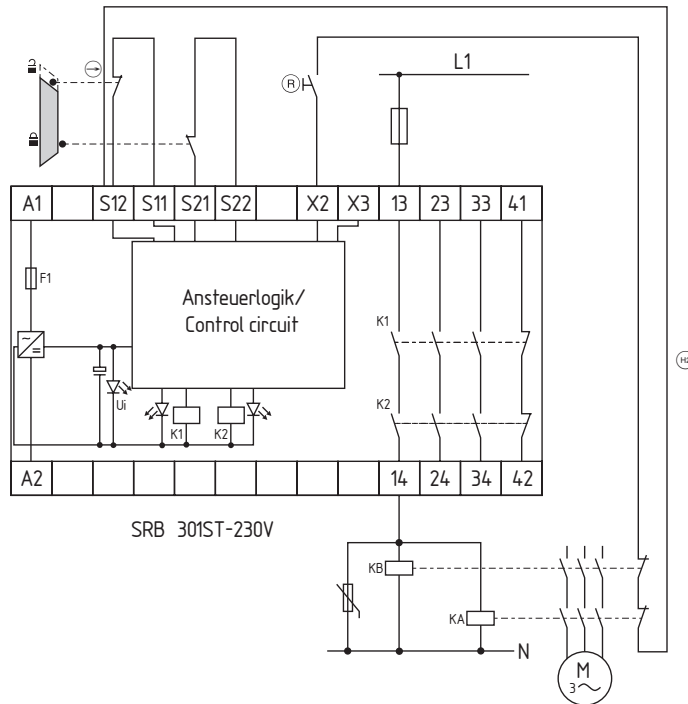 L1
R
A1 S12 S11 S21 S22 X2 X3 13 23 33 41
F1
Ansteuerlogik/
Control circuit
K1
~
=
H2
Ui
K1
K2
K2
A2 14 24 34 42
SRB 301ST-230V
KB
KA
N
M
3~